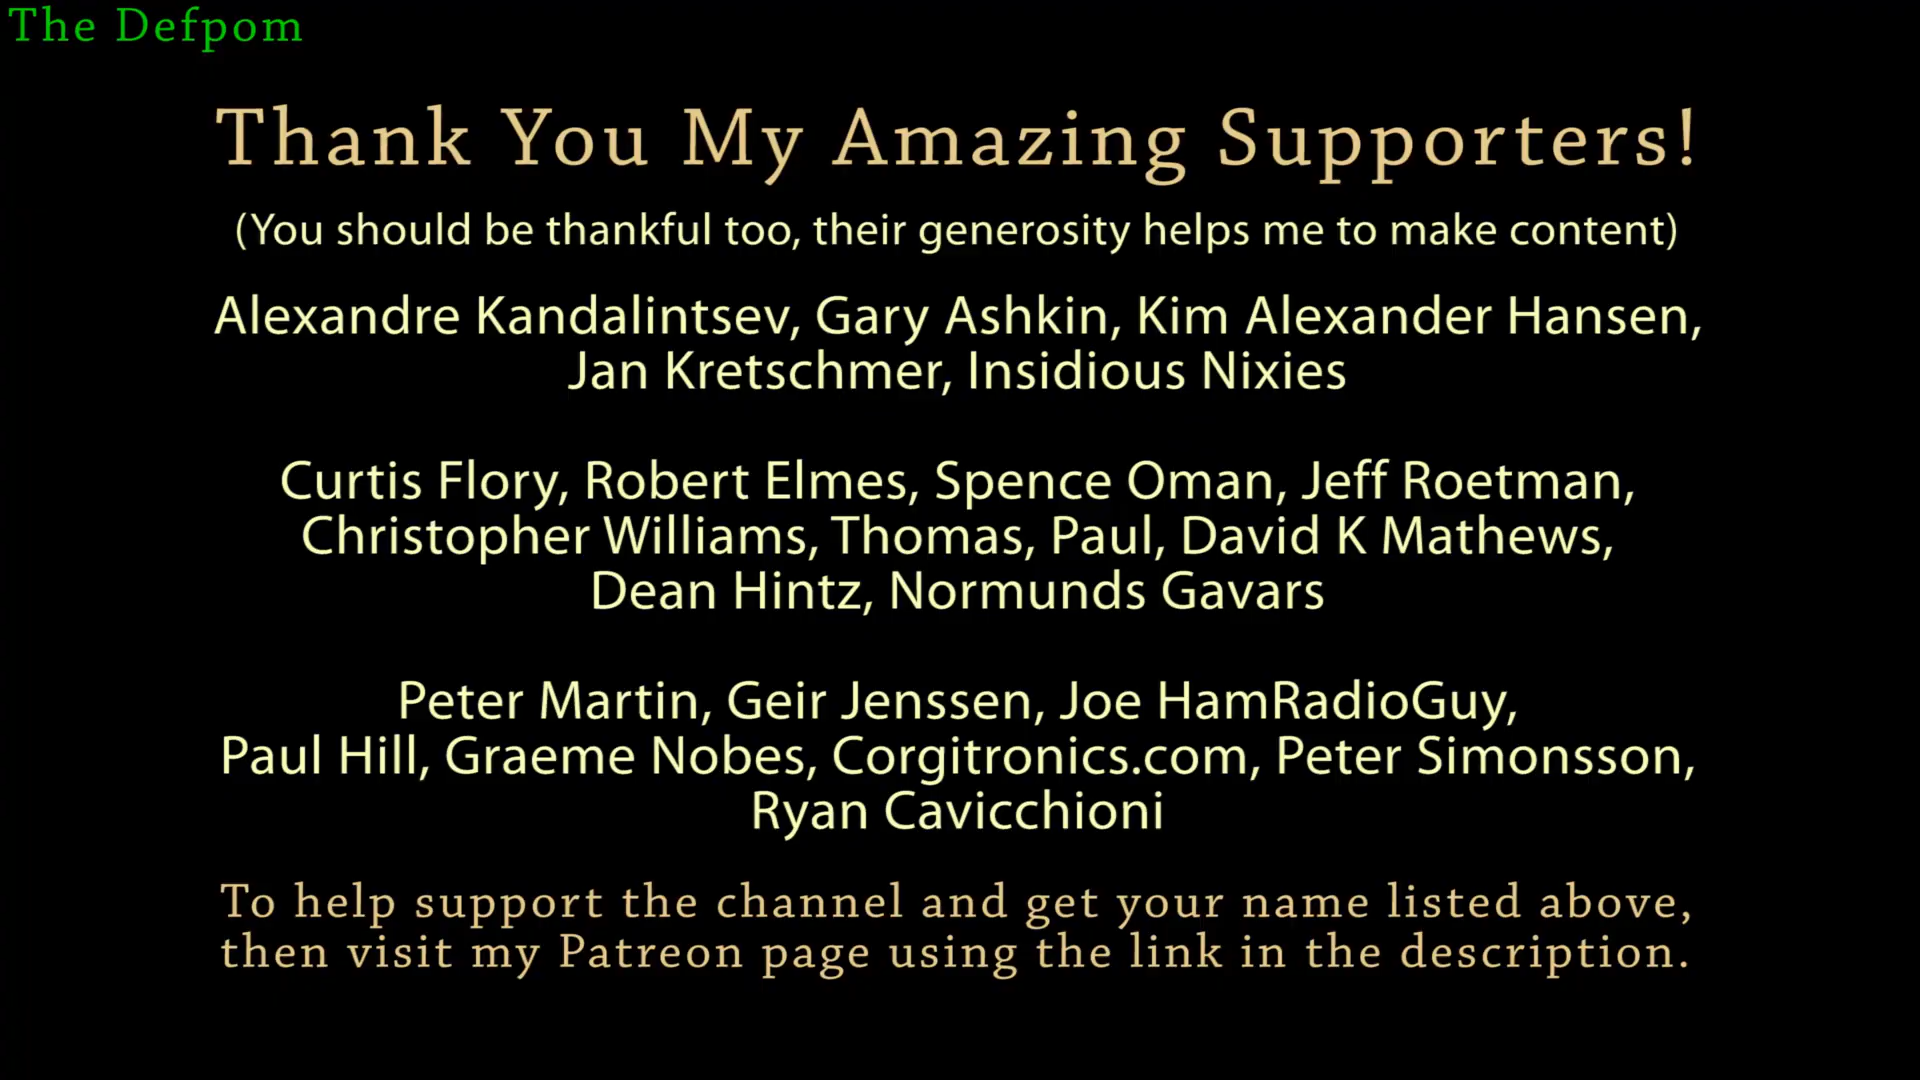 The Defpom
Thank You My Amazing Supporters!
(You should be thankful too, their generosity helps me to make content)
Alexandre Kandalintsev, Gary Ashkin, Kim Alexander Hansen,
Jan Kretschmer, Insidious Nixies
Curtis Flory, Robert Elmes, Spence Oman, Jeff Roetman,
Christopher Williams, Thomas, Paul, David K Mathews,
Dean Hintz, Normunds Gavars
Peter Martin, Geir Jenssen, Joe HamRadioGuy,
Paul Hill, Graeme Nobes, Corgitronics.com, Peter Simonsson,
Ryan Cavicchioni
To help support the channel and get your name listed above,
then visit my Patreon page using the link in the description.